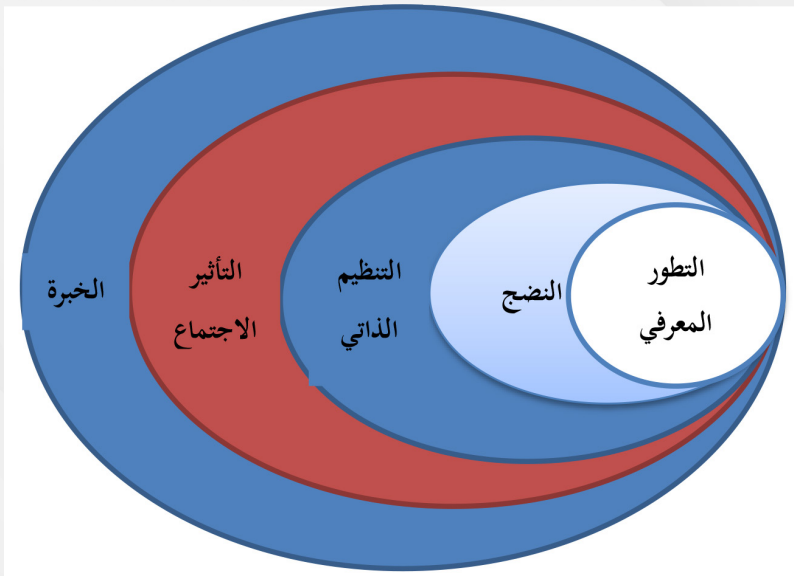 التطور
المعرفي
النضج
التنظيم
الذاتي
التأثير
الاجتماع
الخبرة